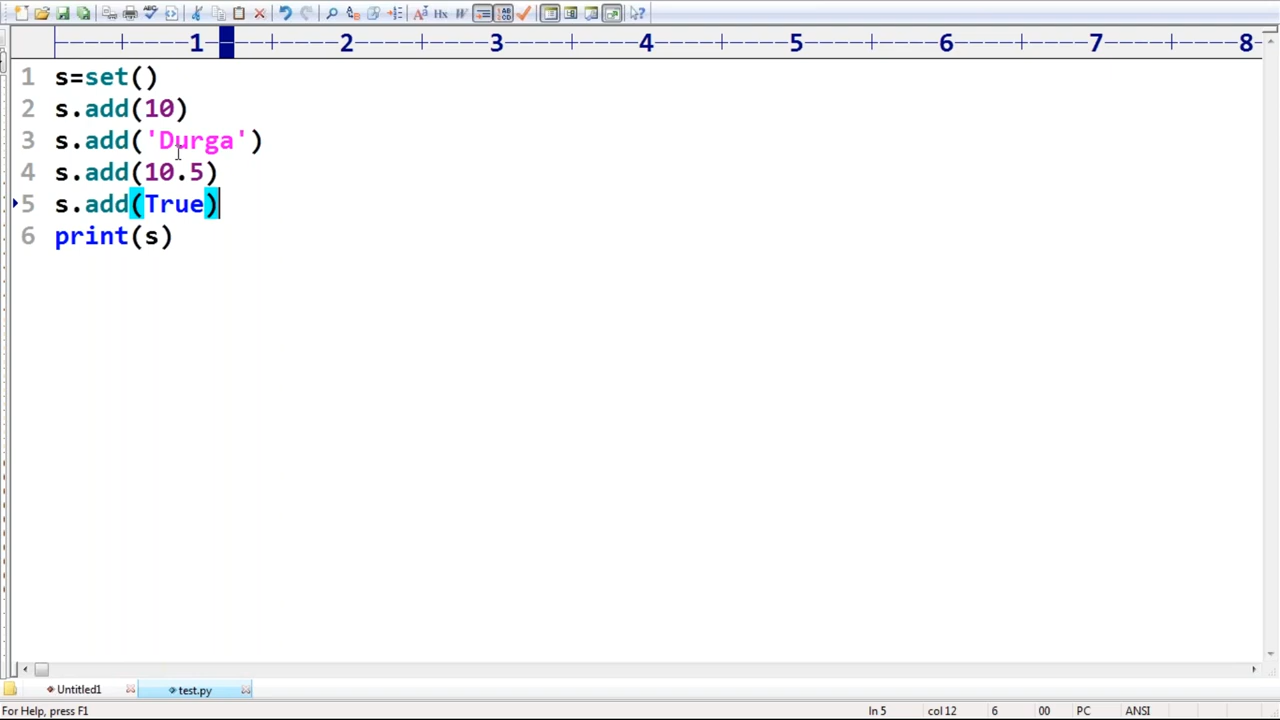 1 2 3 4 5 6 7 8
1 s=set()
2 s.add(10)
3 s.add('Durga')
4 s.add(10.5)
5 s.add(True)
6 print(s)
Untitled1 test.py
For Help, press F1 ln 5 col 12 6 00 PC ANSI